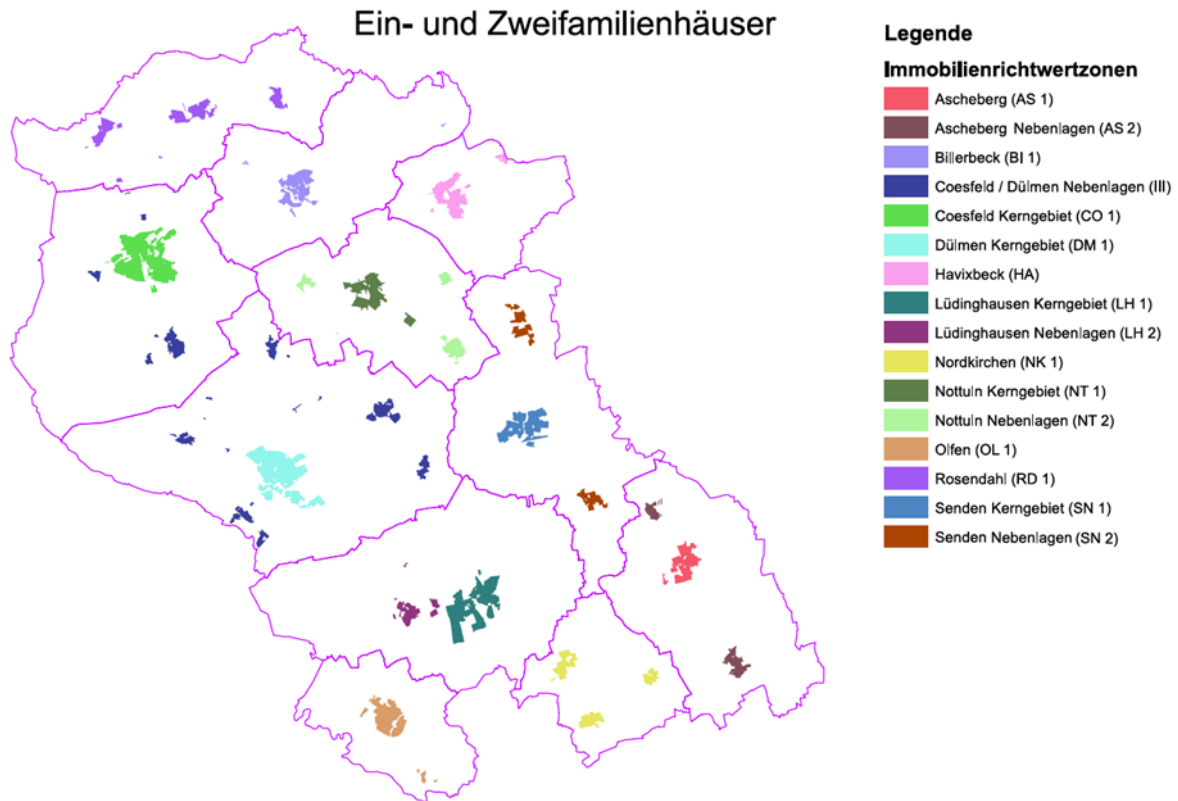 Ein- und Zweifamilienhäuser
Legende
Immobilienrichtwertzonen
Ascheberg (AS 1)
Ascheberg Nebenlagen (AS 2)
Billerbeck (BI 1)
Coesfeld / Dülmen Nebenlagen (III)
Coesfeld Kerngebiet (CO 1)
Dülmen Kerngebiet (DM 1)
Havixbeck (HA)
Lüdinghausen Kerngebiet (LH 1)
Lüdinghausen Nebenlagen (LH 2)
Nordkirchen (NK 1)
Nottuln Kerngebiet (NT 1)
Nottuln Nebenlagen (NT 2)
Olfen (OL 1)
Rosendahl (RD 1)
Senden Kerngebiet (SN 1)
Senden Nebenlagen (SN 2)